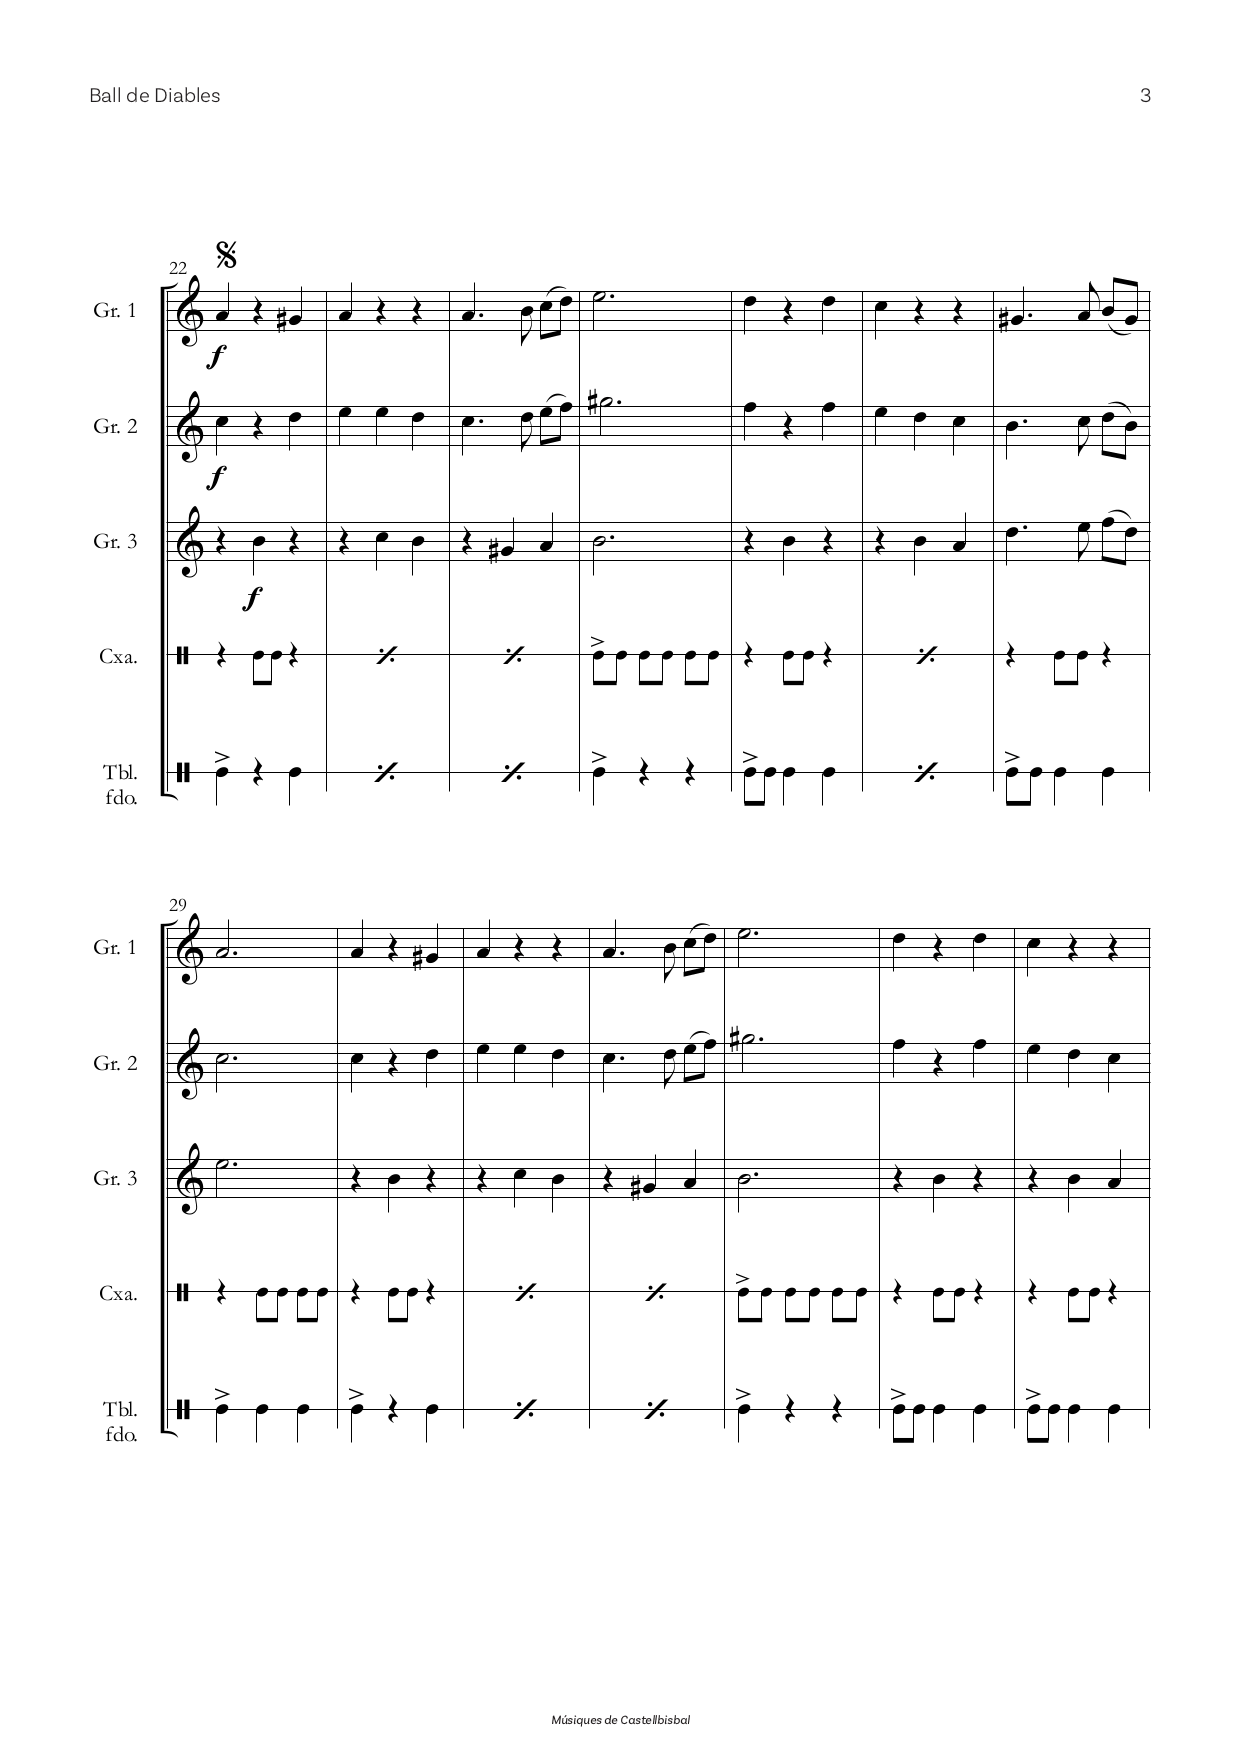 Ball de Diables 3
22
Gr. 1
f
Gr. 2
f
Gr. 3
f
Cxa.
Tbl.
fdo.
29
Gr. 1
Gr. 2
Gr. 3
Cxa.
Tbl.
fdo.
Músiques de Castellbisbal